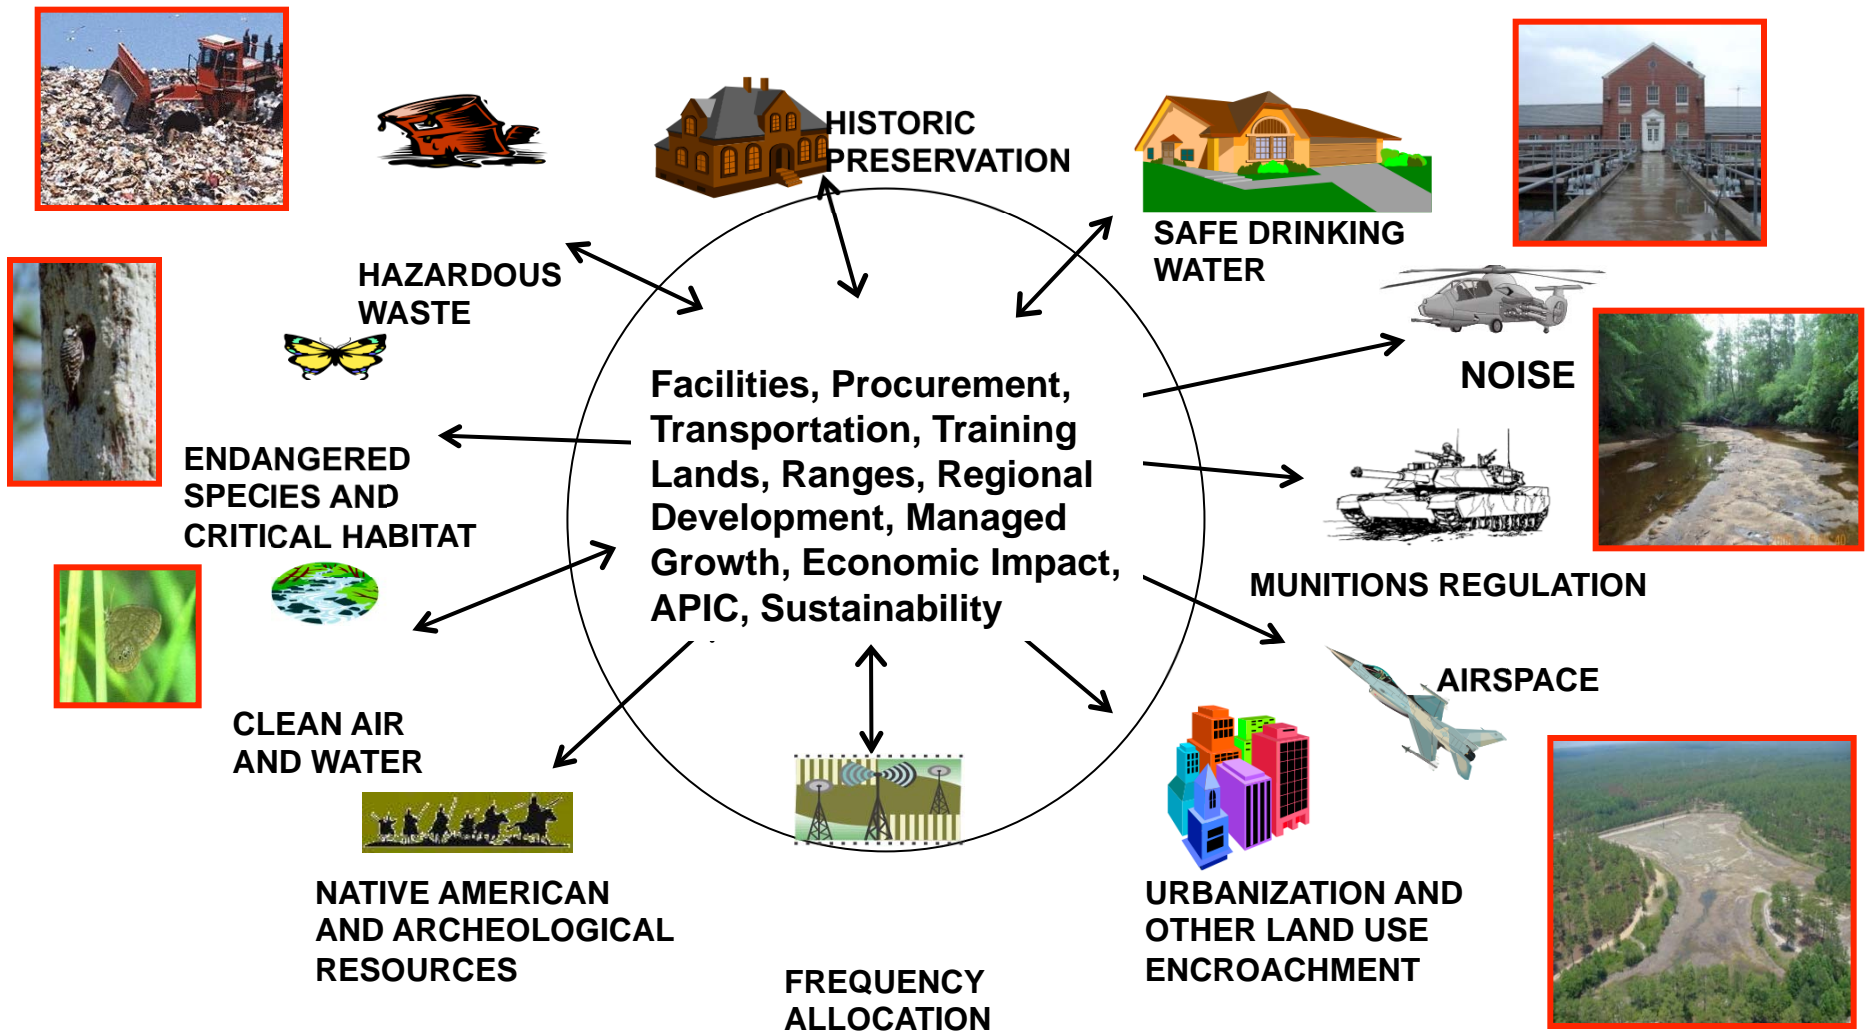 HISTORIC
PRESERVATION
SAFE DRINKING
WATER
HAZARDOUS
WASTE
NOISE
Facilities, Procurement,
Transportation, Training
Lands, Ranges, Regional
Development, Managed
Growth, Economic Impact,
APIC, Sustainability
ENDANGERED
SPECIES AND
CRITICAL HABITAT
MUNITIONS REGULATION
AIRSPACE
CLEAN AIR
AND WATER
NATIVE AMERICAN
AND ARCHEOLOGICAL
RESOURCES
URBANIZATION AND
OTHER LAND USE
ENCROACHMENT
FREQUENCY
ALLOCATION